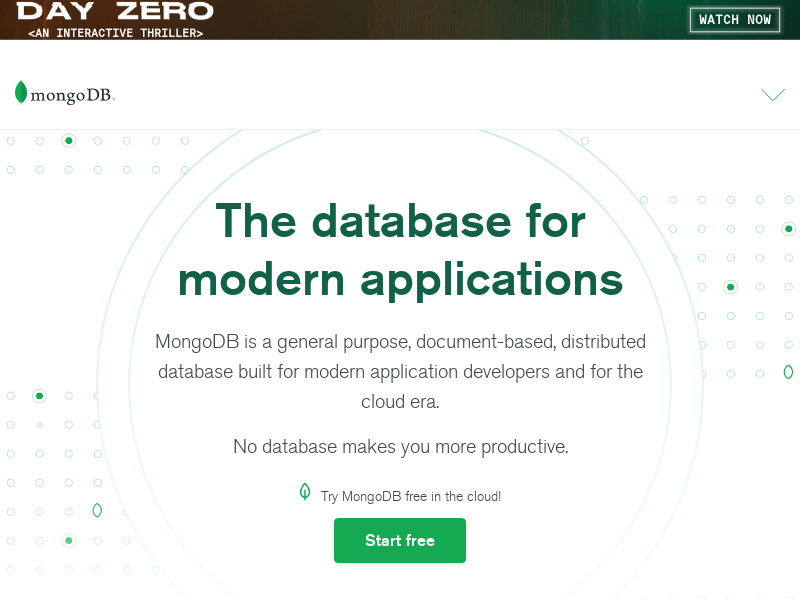 DAY ZERO
<AN INTERACTIVE THRILLER>
WATCH NOW
mongoDB.
The database for
modern applications
MongoDB is a general purpose, document-based, distributed
database built for modern application developers and for the
cloud era.
No database makes you more productive.
Try MongoDB free in the cloud!
Start free